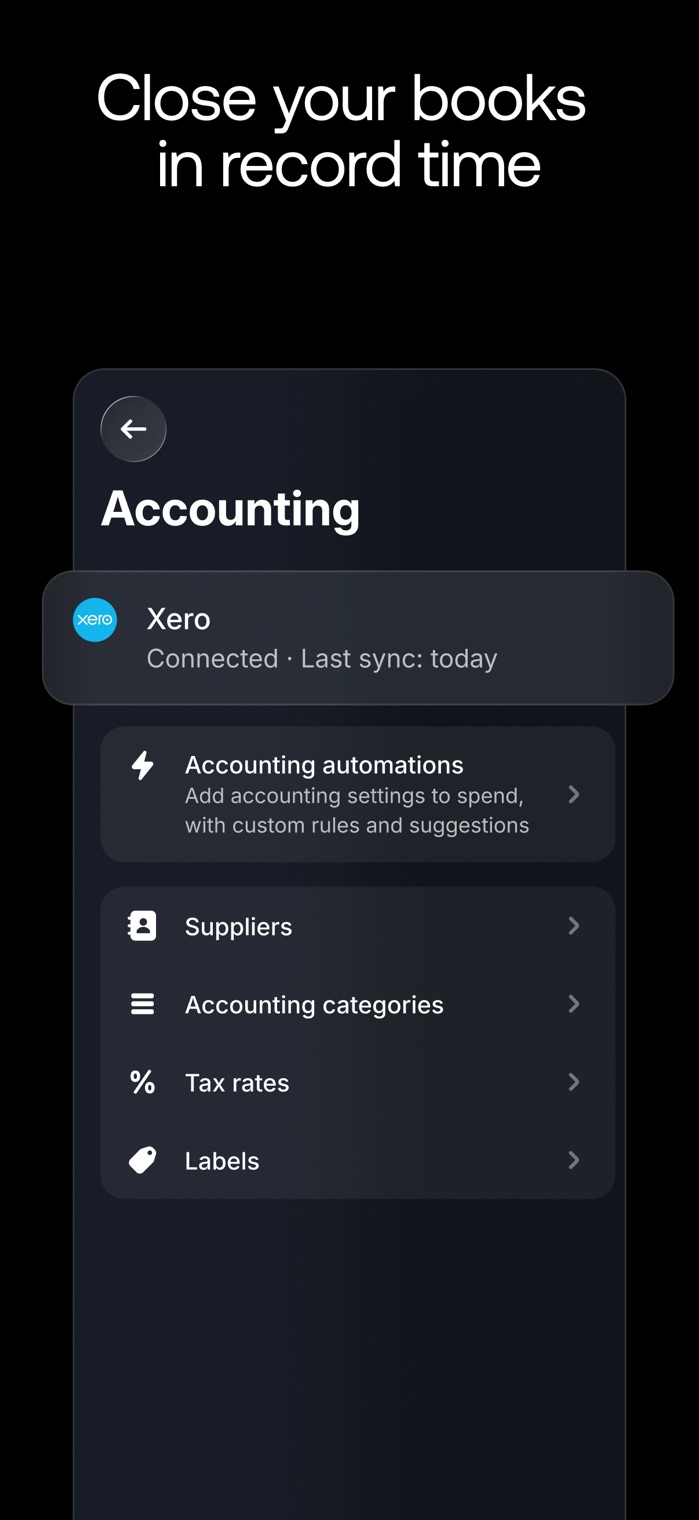 Close your books
in record time
Accounting
xero
Xero
Connected · Last sync: today
Accounting automations
Add accounting settings to spend,
with custom rules and suggestions
Suppliers
Accounting categories
% Tax rates
Labels